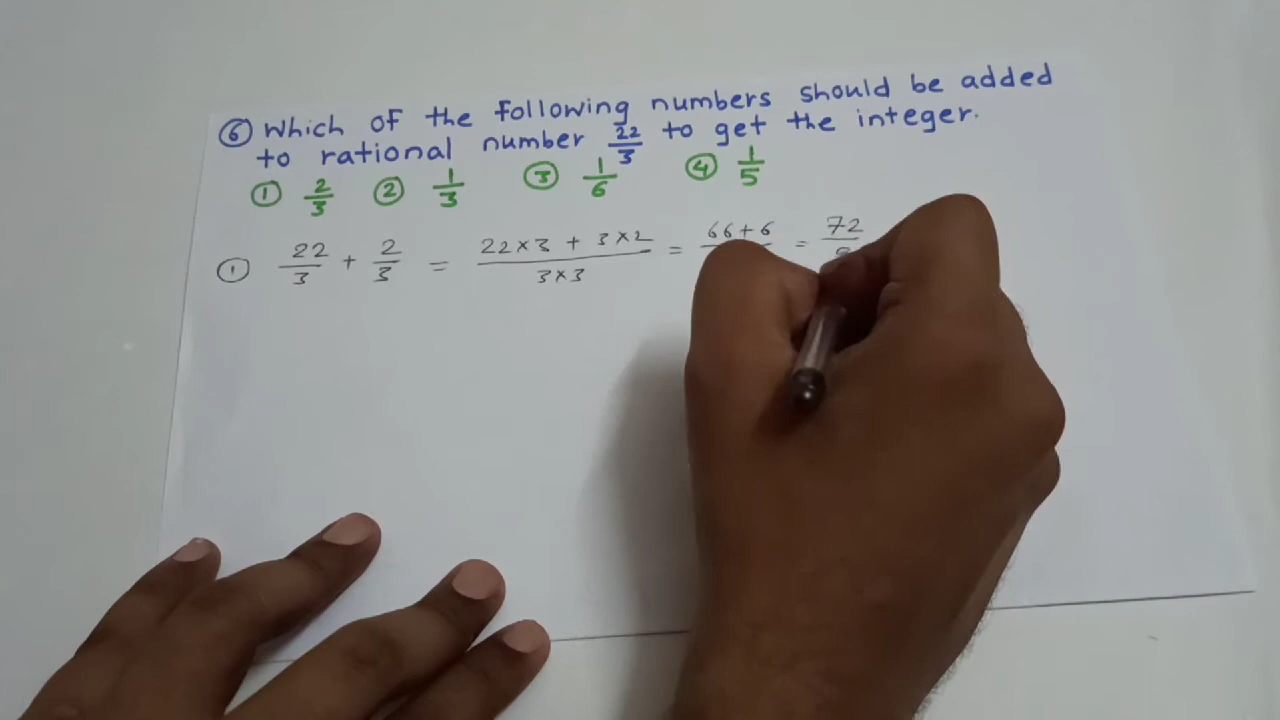 ⑥ Which of the following numbers should be added
to rational number 22/3 to get the integer.
① 2/3 ② 1/3 ③ 1/6 ④ 1/5
① 22/3 + 2/3 = (22×3 + 3×2)/(3×3) = 66+6 = 72